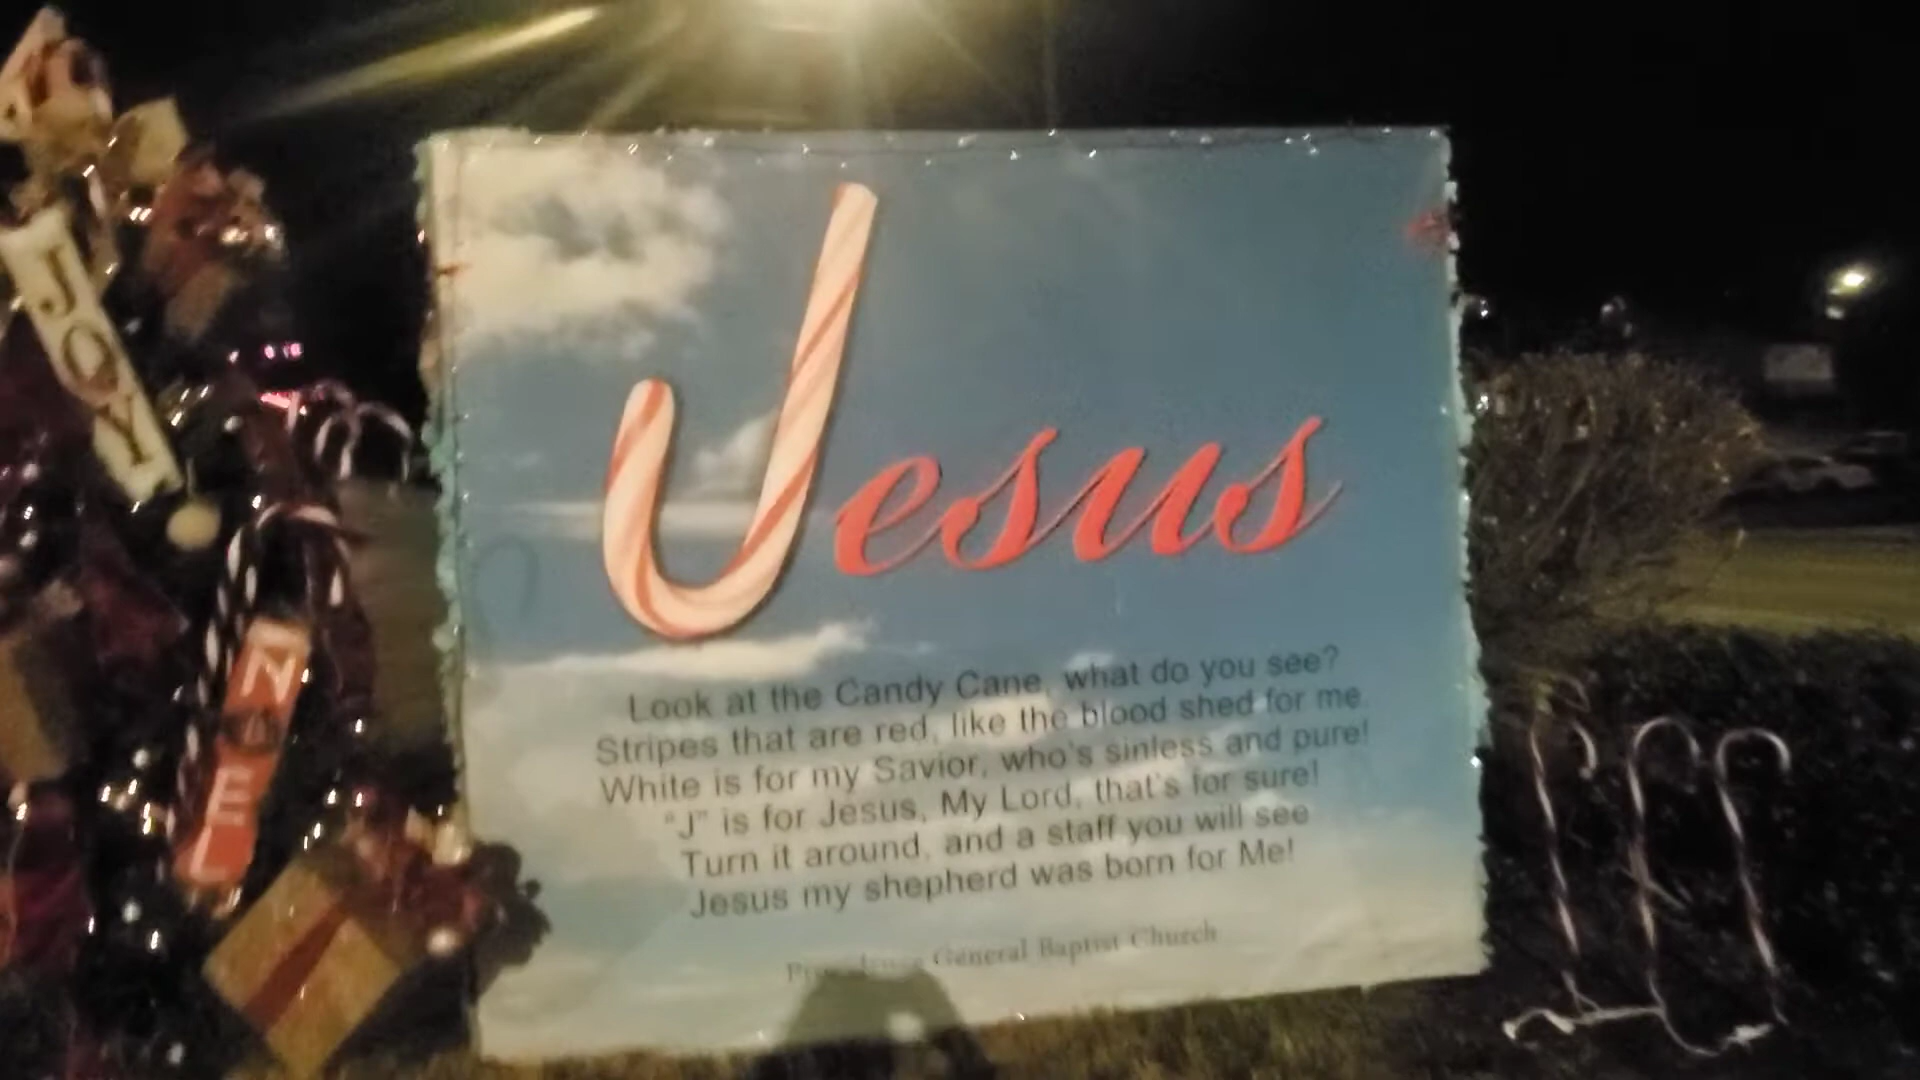 JOY
NOEL
Jesus
Look at the Candy Cane, what do you see?
Stripes that are red, like the blood shed for me.
White is for my Savior, who's sinless and pure!
"J" is for Jesus, My Lord, that's for sure!
Turn it around, and a staff you will see
Jesus my shepherd was born for Me!
General Baptist Church